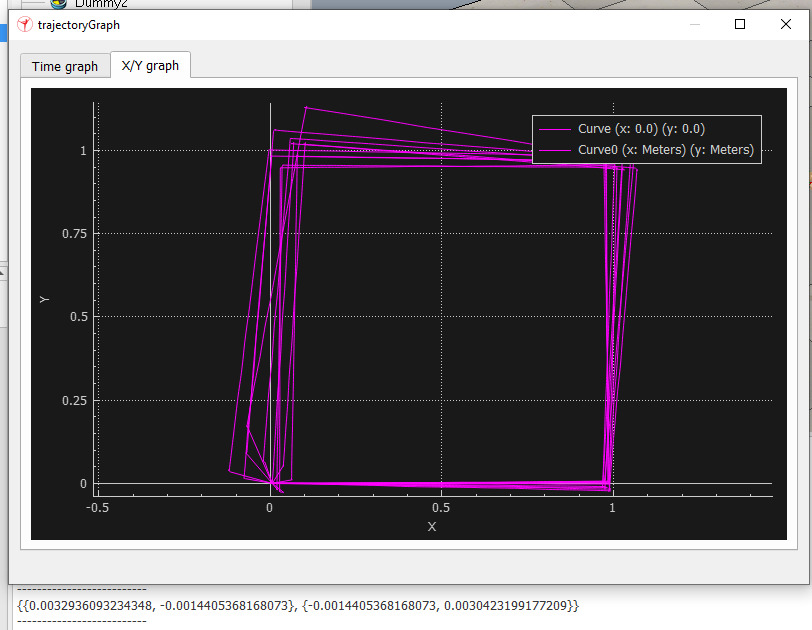 Dummy2
trajectoryGraph
Time graph
X/Y graph
Curve (x: 0.0) (y: 0.0)
Curve0 (x: Meters) (y: Meters)
1
0.75
0.5
0.25
0
Y
-0.5
0
0.5
1
X
---------------------------
{{0.0032936093234348, -0.0014405368168073}, {-0.0014405368168073, 0.0030423199177209}}
---------------------------